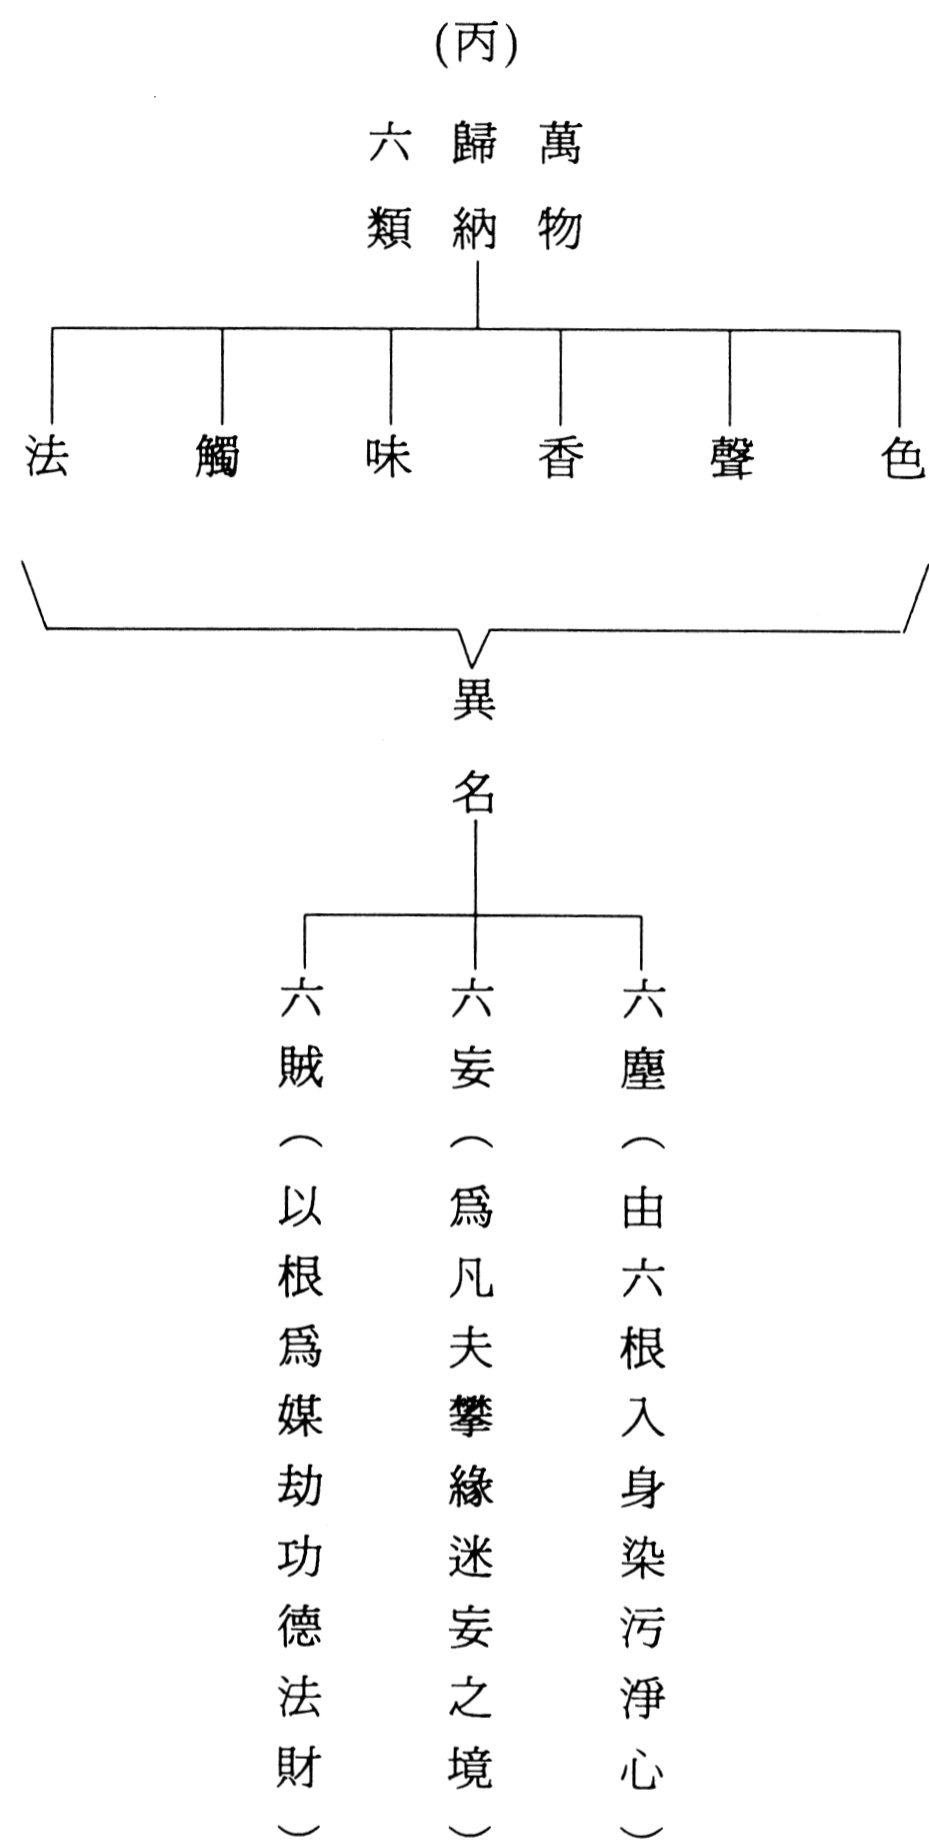 (丙)
萬物
歸納
六類
色
聲
香
味
觸
法
異名
六塵(由六根入身染污淨心)
六妄(為凡夫攀緣迷妄之境)
六賊(以根為媒劫功德法財)